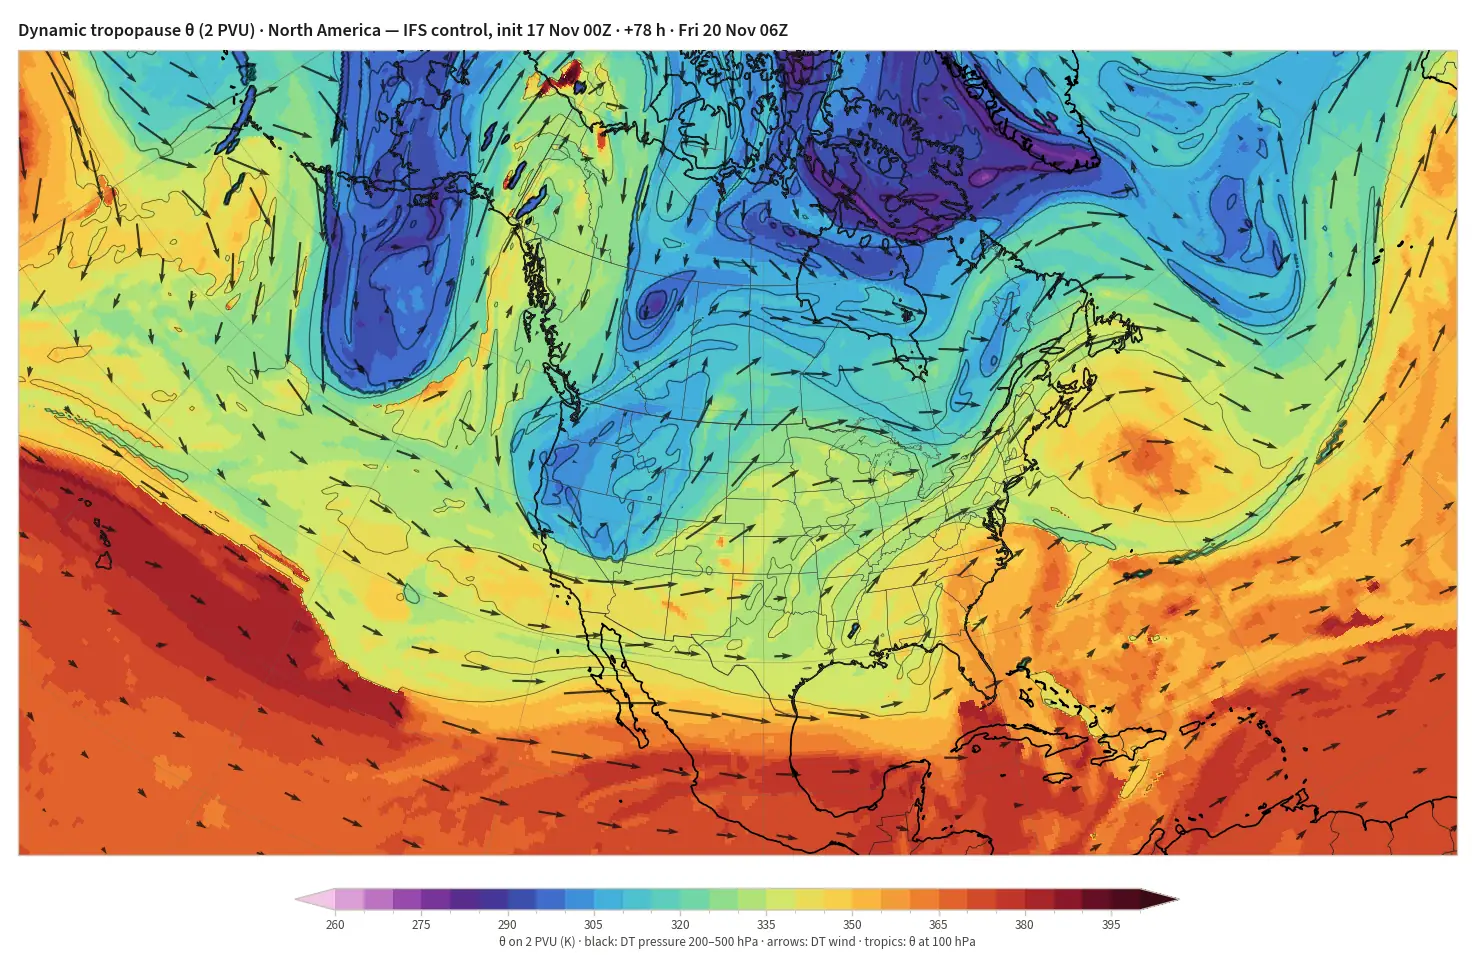 Dynamic tropopause θ (2 PVU) · North America — IFS control, init 17 Nov 00Z · +78 h · Fri 20 Nov 06Z
260 275 290 305 320 335 350 365 380 395
θ on 2 PVU (K) · black: DT pressure 200–500 hPa · arrows: DT wind · tropics: θ at 100 hPa